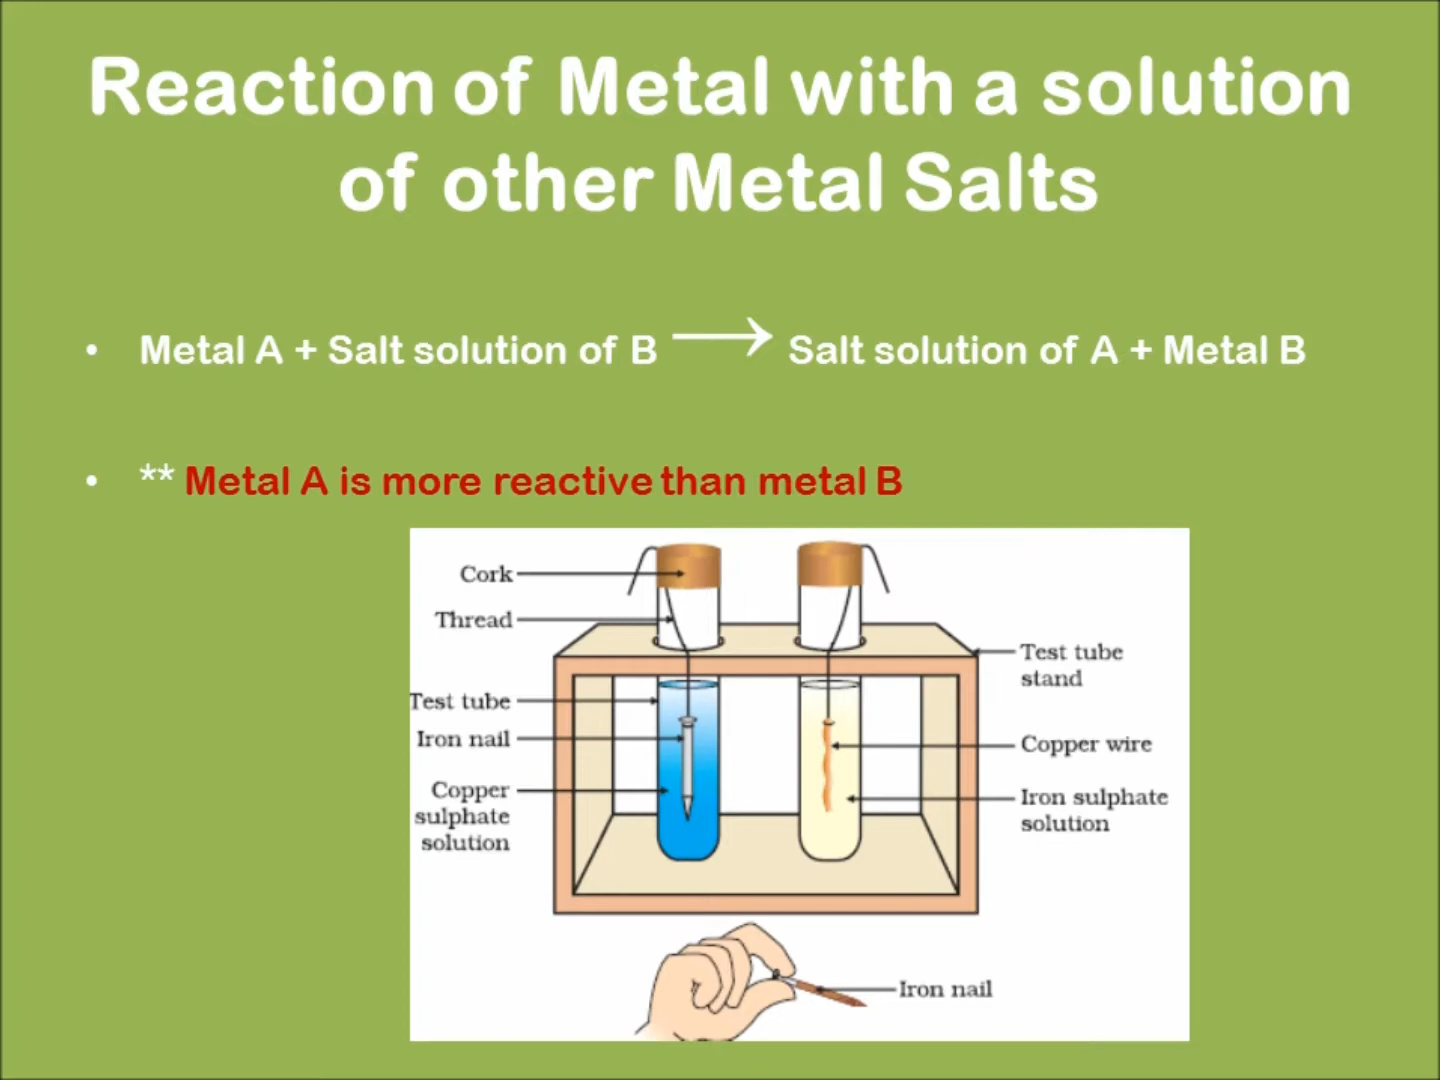 Reaction of Metal with a solution
of other Metal Salts
• Metal A + Salt solution of B ⟶ Salt solution of A + Metal B
• ** Metal A is more reactive than metal B
Cork
Thread
Test tube
Iron nail
Copper
sulphate
solution
Test tube
stand
Copper wire
Iron sulphate
solution
Iron nail